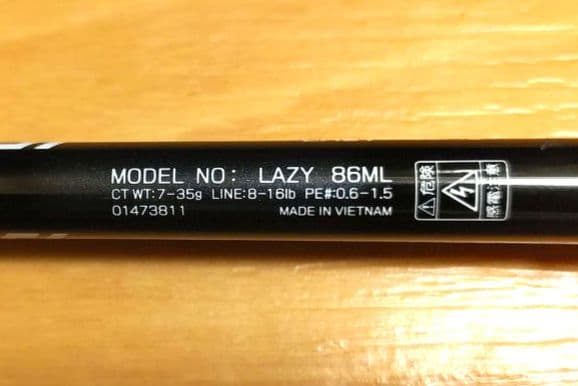 MODEL NO: LAZY 86ML
CT WT:7-35g LINE:8-16lb PE#:0.6-1.5
01473811 MADE IN VIETNAM
危険
感電注意